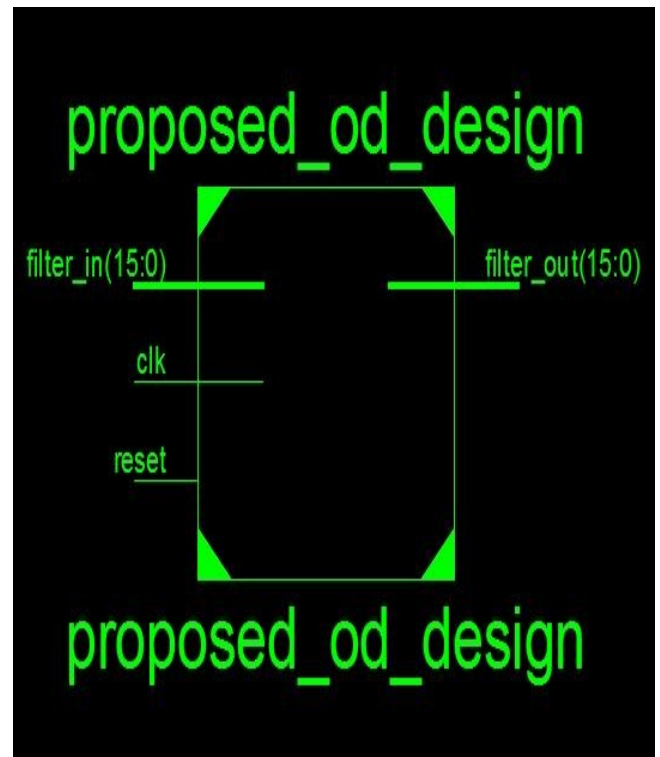 proposed_od_design
filter_in(15:0)
filter_out(15:0)
clk
reset
proposed_od_design